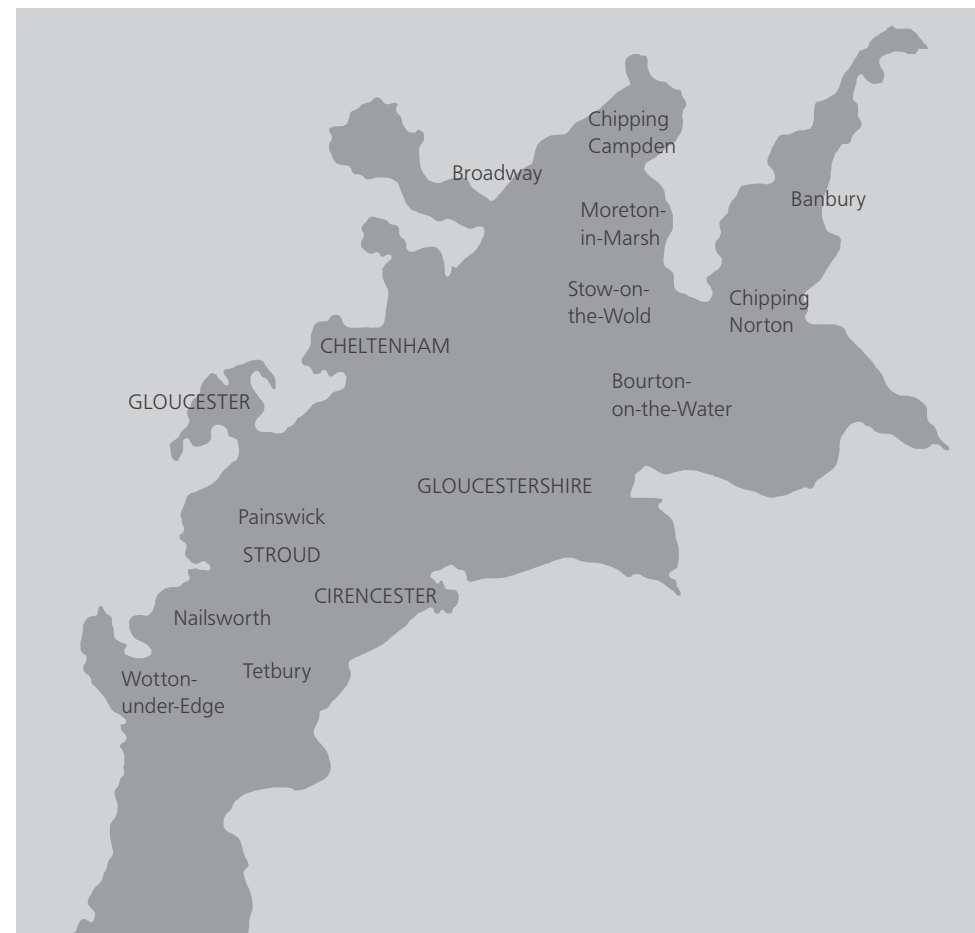 Chipping
Campden
Broadway
Banbury
Moreton-
in-Marsh
Stow-on-
the-Wold
Chipping
Norton
CHELTENHAM
Bourton-
on-the-Water
GLOUCESTER
GLOUCESTERSHIRE
Painswick
STROUD
CIRENCESTER
Nailsworth
Tetbury
Wotton-
under-Edge